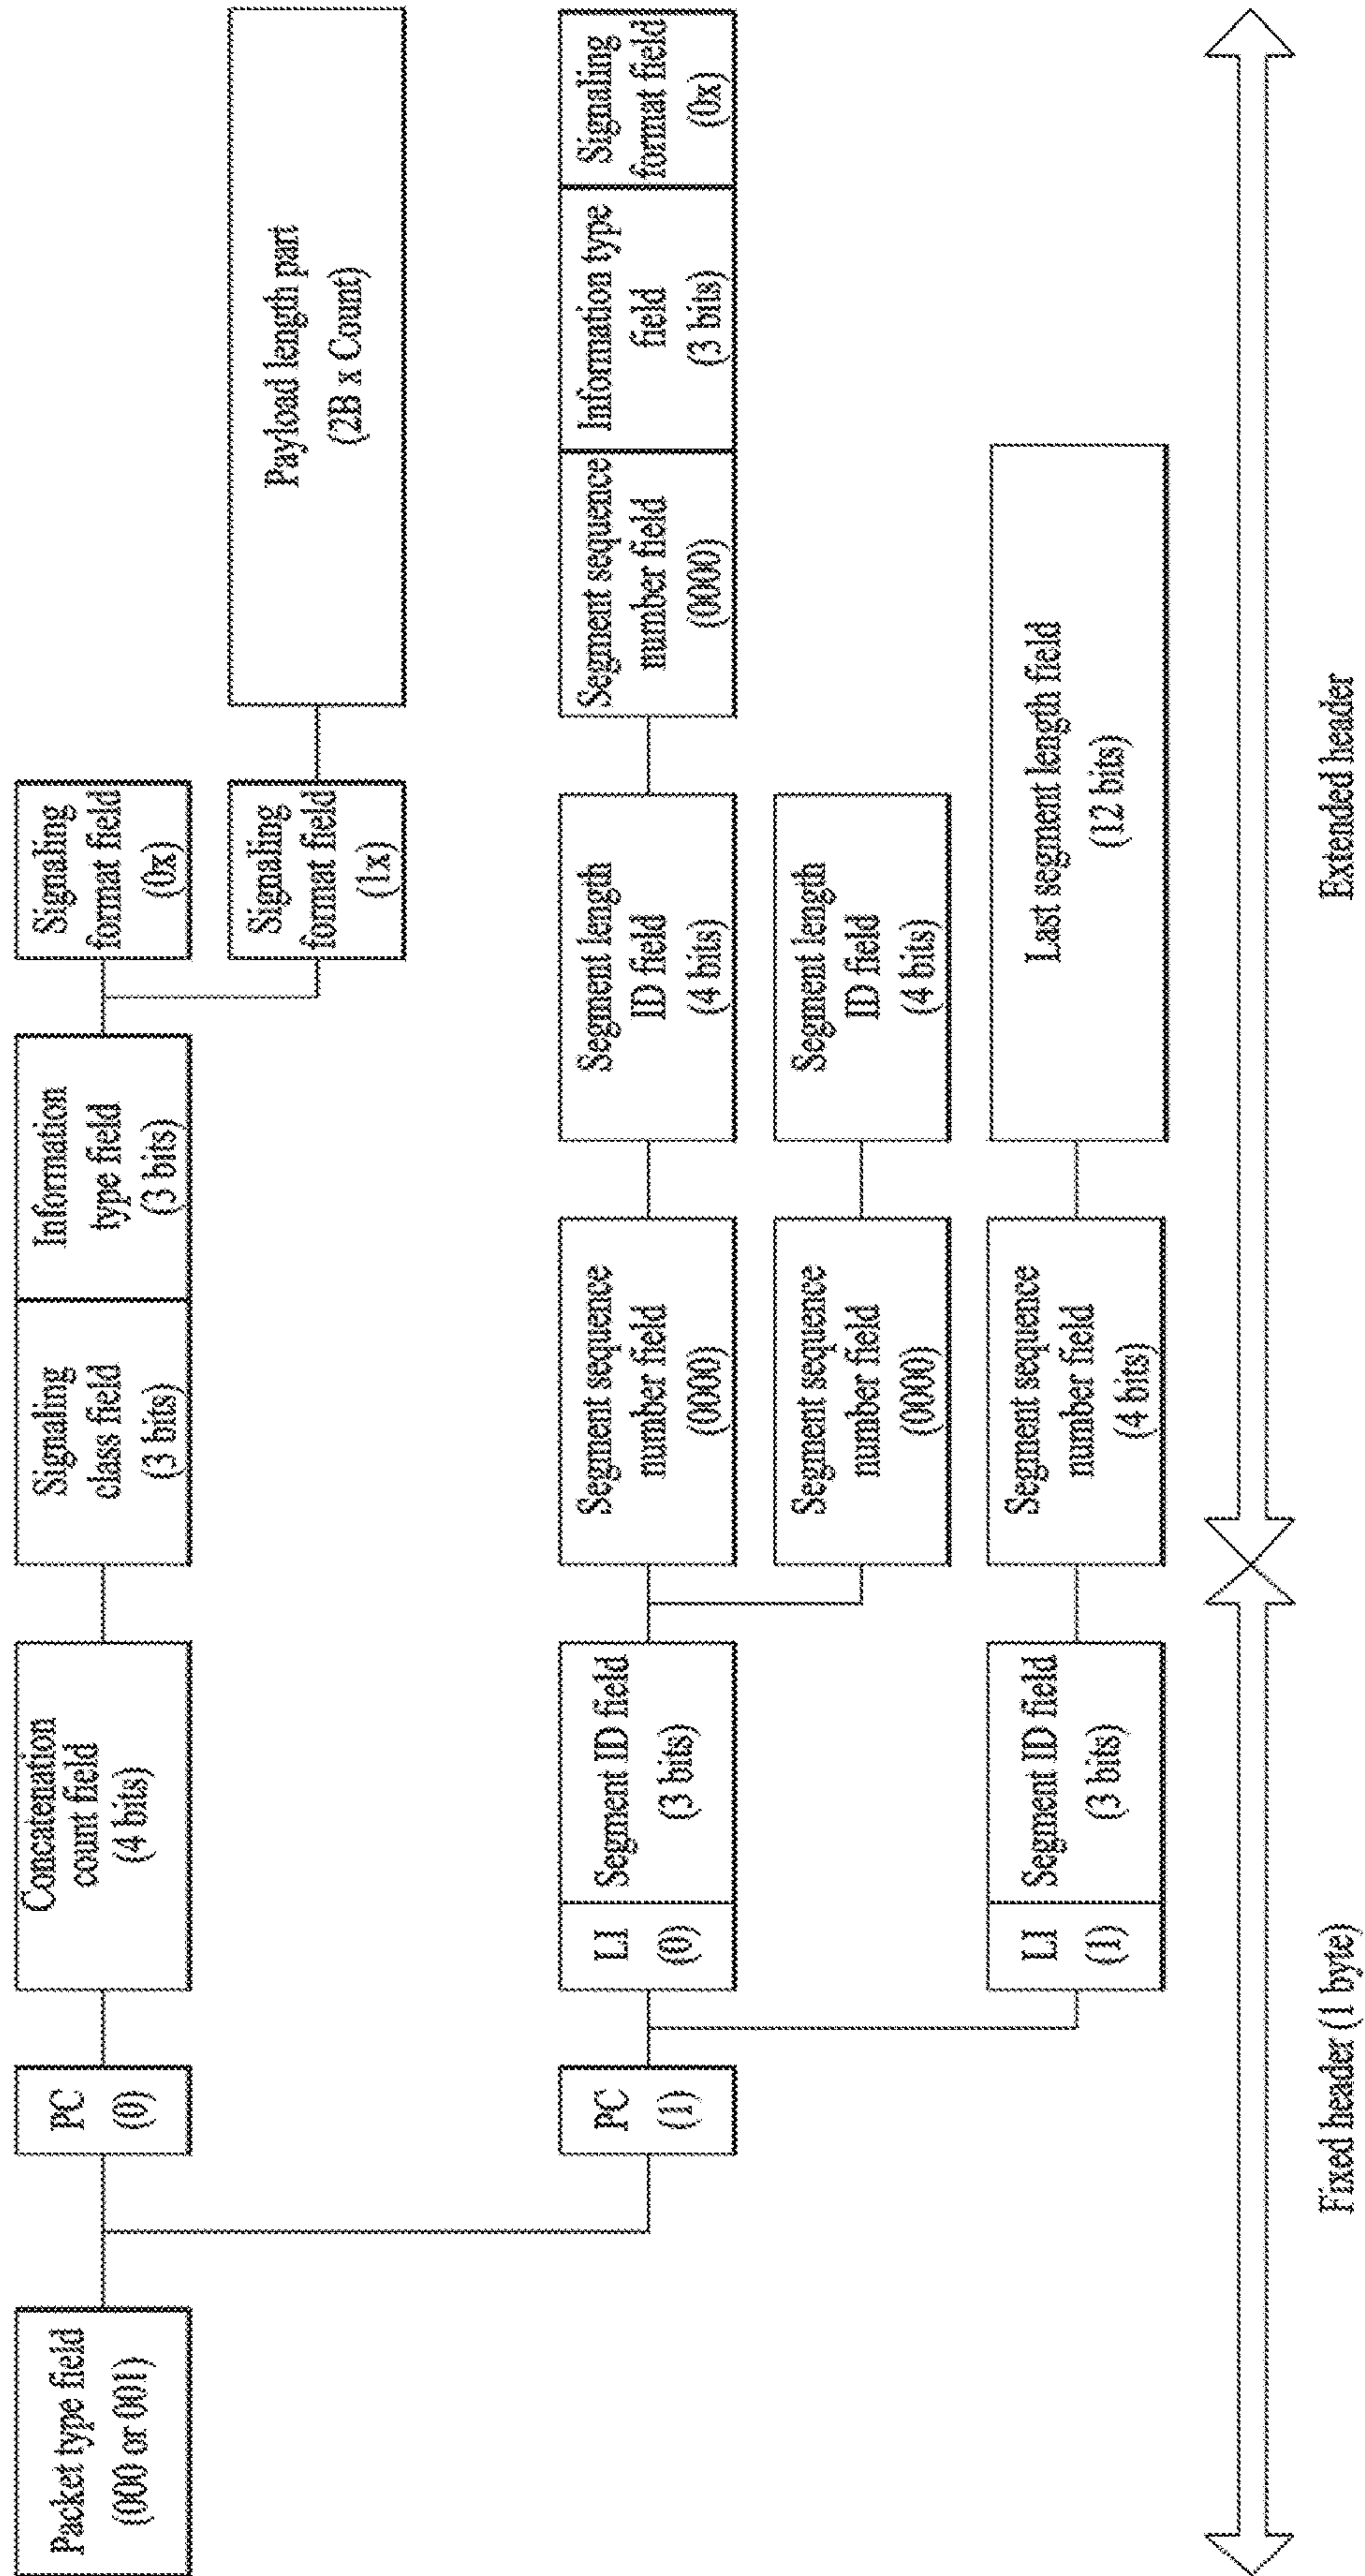 Packet type field
(000 or 001)
PC
(0)
Concatenation
count field
(4 bits)
Signaling
class field
(3 bits)
Information
type field
(3 bits)
Signaling
format field
(0x)
Signaling
format field
(1x)
Payload length part
(2B x Count)
PC
(1)
LI
(0)
Segment ID field
(3 bits)
Segment sequence
number field
(0000)
Segment length
ID field
(4 bits)
Segment sequence
number field
(0000)
Information type
field
(3 bits)
Signaling
format field
(0x)
Segment sequence
number field
(0000)
Segment length
ID field
(4 bits)
LI
(1)
Segment ID field
(3 bits)
Segment sequence
number field
(4 bits)
Last segment length field
(12 bits)
Fixed header (1 byte)
Extended header